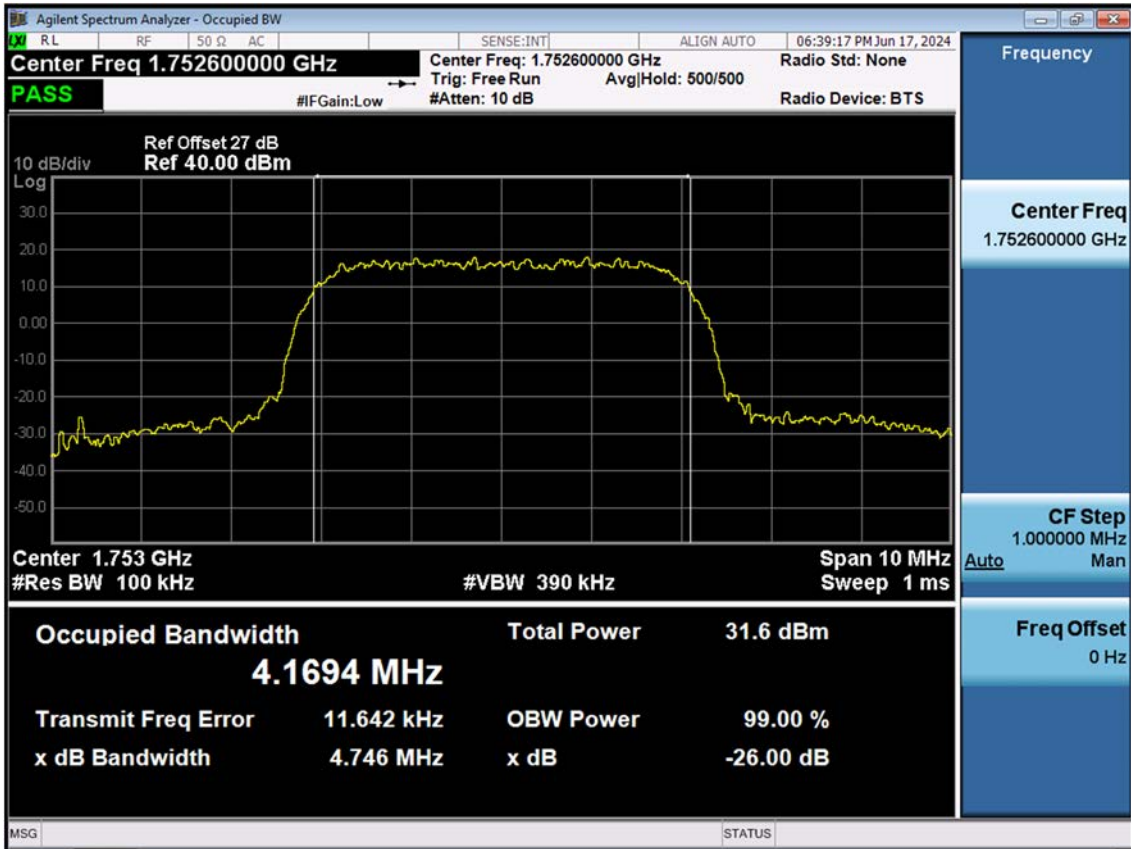 Agilent Spectrum Analyzer - Occupied BW
LXI RL RF 50 Ω AC SENSE:INT ALIGN AUTO 06:39:17 PM Jun 17, 2024
Center Freq 1.752600000 GHz
Center Freq: 1.752600000 GHz
Radio Std: None
Trig: Free Run Avg|Hold: 500/500
PASS
#IFGain:Low
#Atten: 10 dB
Radio Device: BTS
Ref Offset 27 dB
10 dB/div Ref 40.00 dBm
Log
30.0
20.0
10.0
0.00
-10.0
-20.0
-30.0
-40.0
-50.0
Center 1.753 GHz Span 10 MHz
#Res BW 100 kHz #VBW 390 kHz Sweep 1 ms
Occupied Bandwidth Total Power 31.6 dBm
4.1694 MHz
Transmit Freq Error 11.642 kHz OBW Power 99.00 %
x dB Bandwidth 4.746 MHz x dB -26.00 dB
MSG STATUS
Frequency
Center Freq
1.752600000 GHz
CF Step
1.000000 MHz
Auto Man
Freq Offset
0 Hz